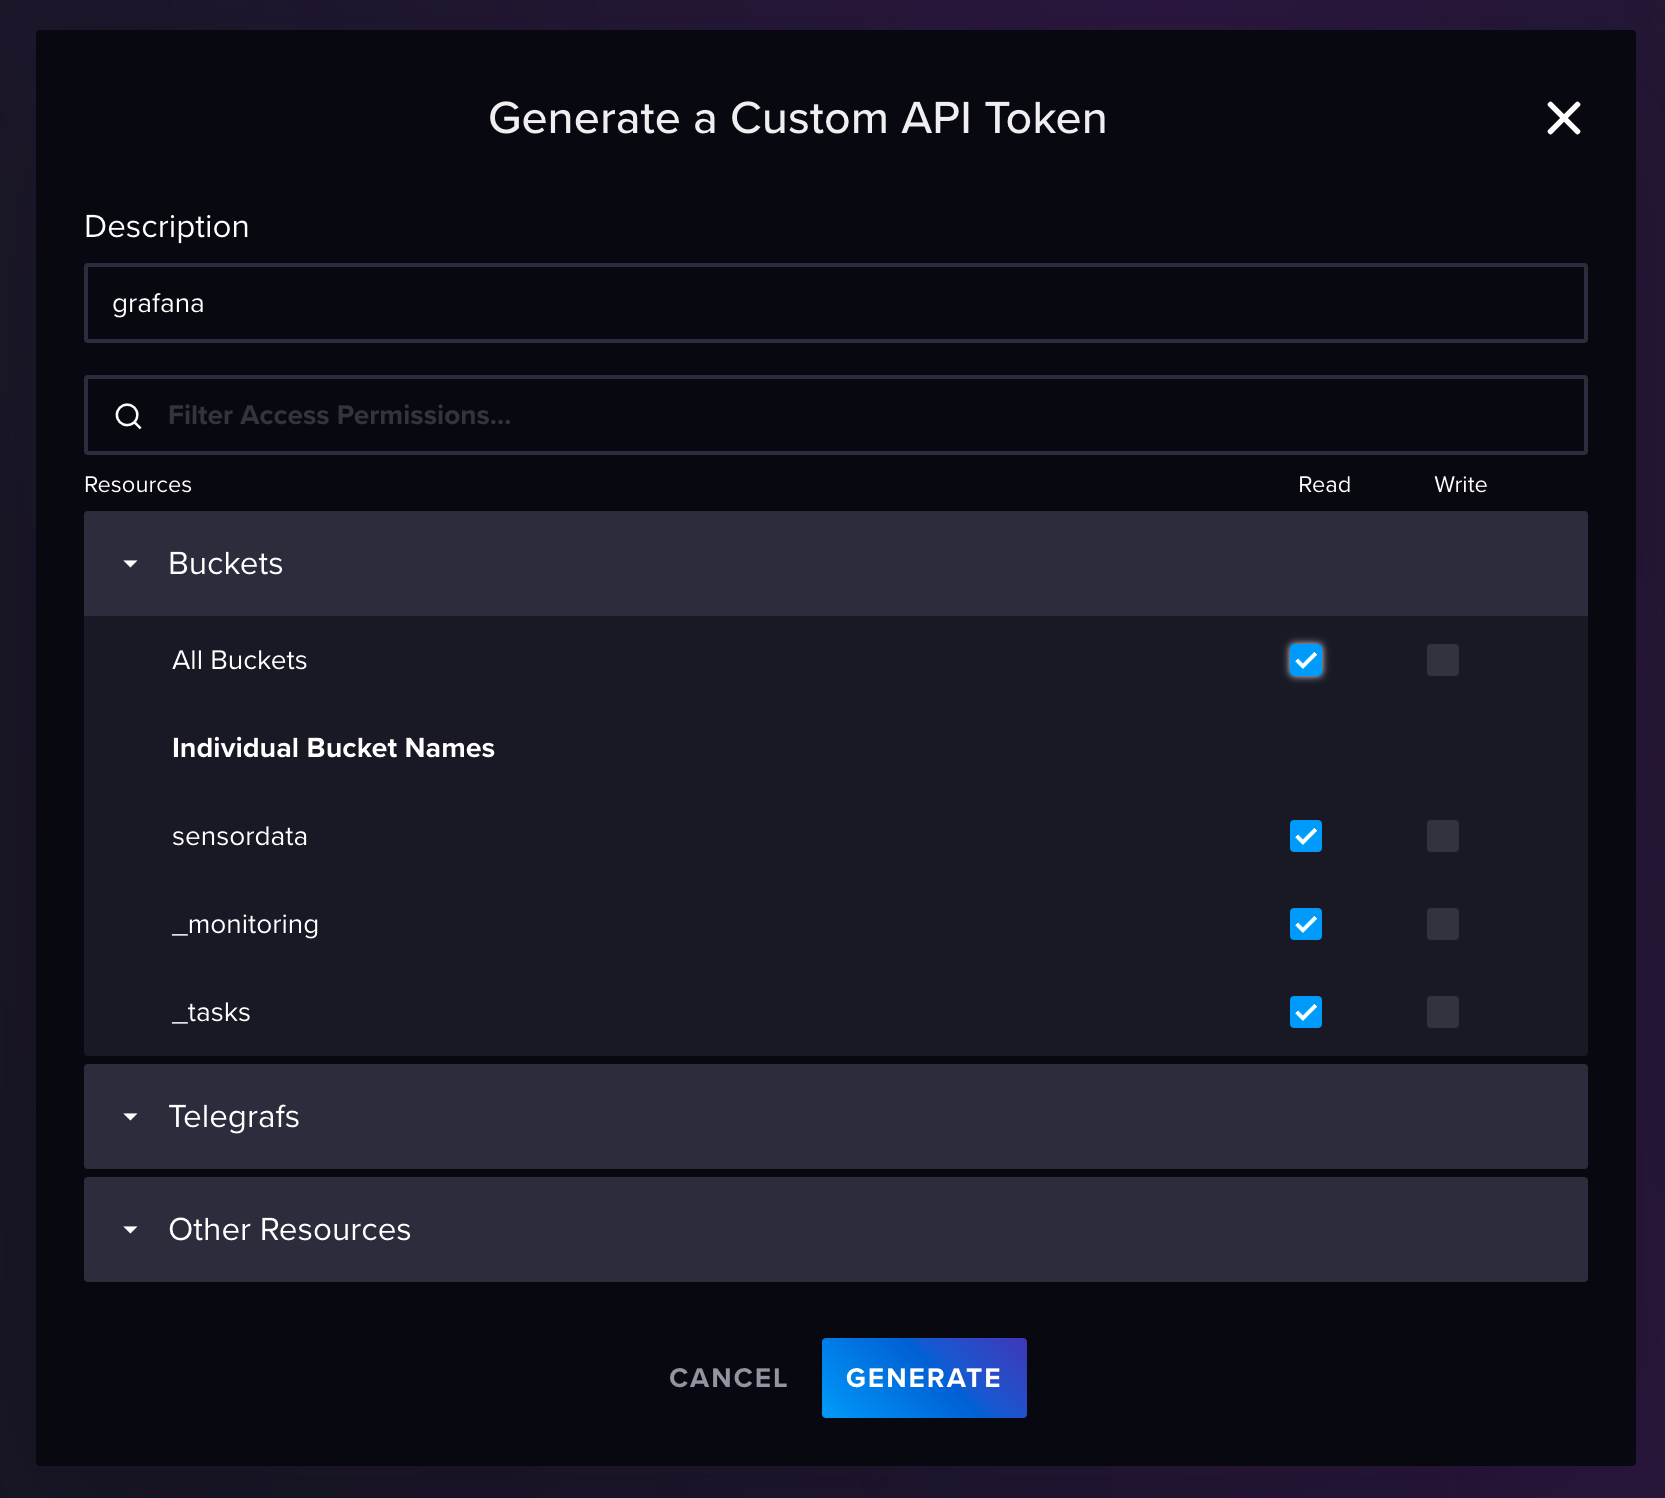 Generate a Custom API Token
Description
grafana
Filter Access Permissions...
Resources Read Write
Buckets
All Buckets
Individual Bucket Names
sensordata
_monitoring
_tasks
Telegrafs
Other Resources
CANCEL GENERATE